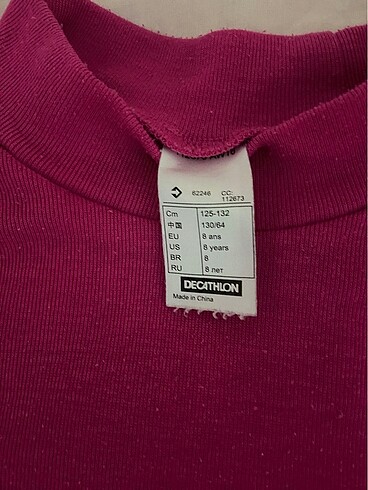 62246 CC:
112673
Cm 125-132
中国 130/64
EU 8 ans
US 8 years
BR 8
RU 8 лет
DECATHLON
Made in China